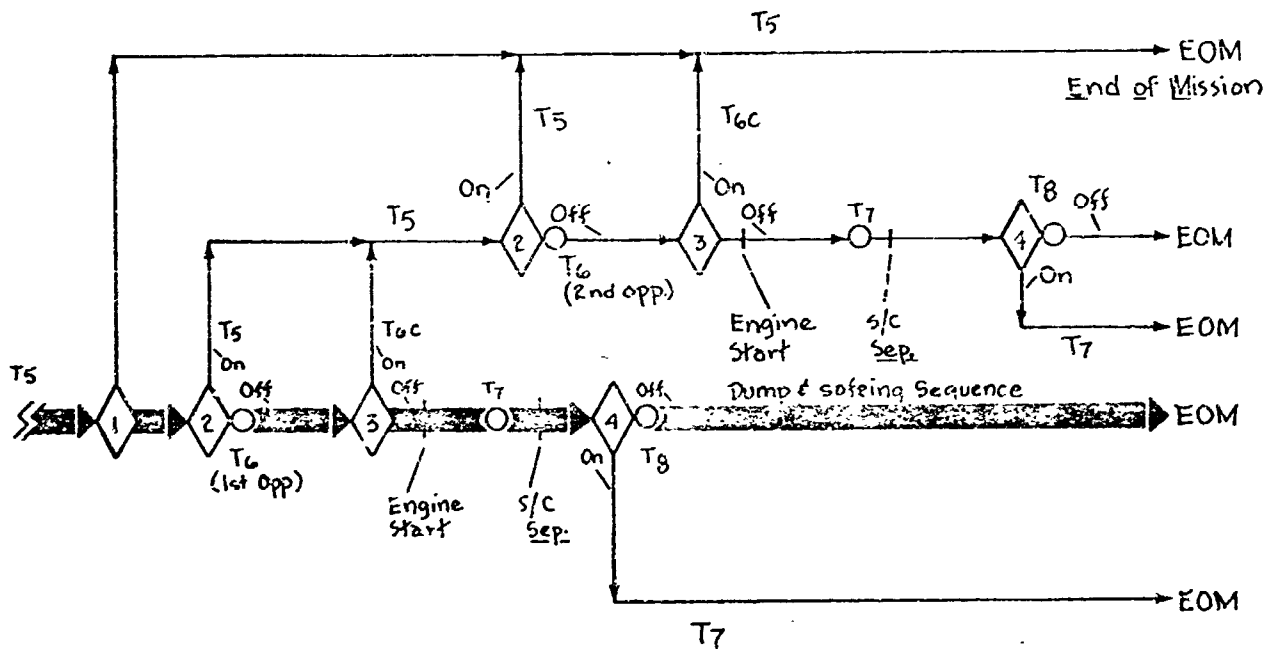 T5
EOM
End of Mission
T5
T6C
On
On
T5
2
Off
T6
(2nd opp.)
3
Off
Engine
Start
T7
S/C
Sep.
T8
4
Off
EOM
On
T7
EOM
T5
On
T6C
On
T5
1
2
Off
T6
(1st Opp)
3
Off
Engine
Start
T7
S/C
Sep.
4
Off
On
T8
Dump & safeing Sequence
EOM
T7
EOM